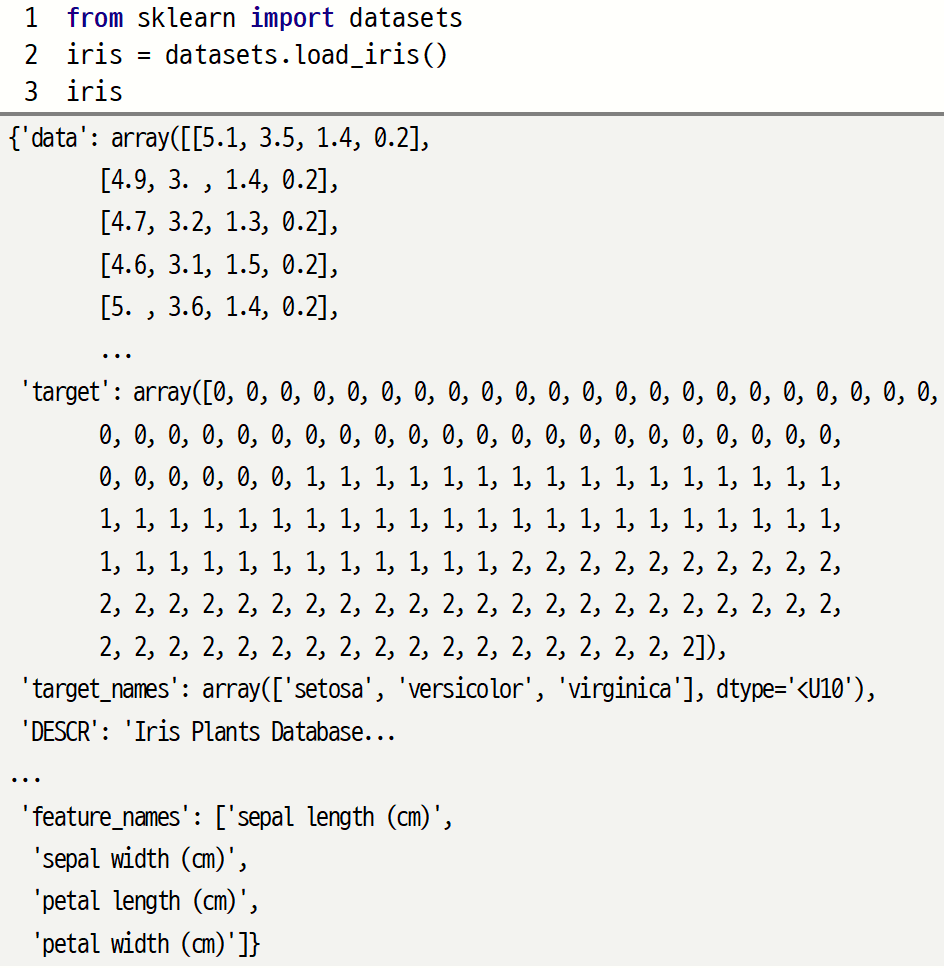 1 from sklearn import datasets
2 iris = datasets.load_iris()
3 iris
{'data': array([[5.1, 3.5, 1.4, 0.2],
[4.9, 3. , 1.4, 0.2],
[4.7, 3.2, 1.3, 0.2],
[4.6, 3.1, 1.5, 0.2],
[5. , 3.6, 1.4, 0.2],
...
'target': array([0, 0, 0, 0, 0, 0, 0, 0, 0, 0, 0, 0, 0, 0, 0, 0, 0, 0, 0, 0, 0, 0,
0, 0, 0, 0, 0, 0, 0, 0, 0, 0, 0, 0, 0, 0, 0, 0, 0, 0, 0, 0, 0, 0,
0, 0, 0, 0, 0, 0, 1, 1, 1, 1, 1, 1, 1, 1, 1, 1, 1, 1, 1, 1, 1, 1,
1, 1, 1, 1, 1, 1, 1, 1, 1, 1, 1, 1, 1, 1, 1, 1, 1, 1, 1, 1, 1, 1,
1, 1, 1, 1, 1, 1, 1, 1, 1, 1, 1, 1, 2, 2, 2, 2, 2, 2, 2, 2, 2, 2,
2, 2, 2, 2, 2, 2, 2, 2, 2, 2, 2, 2, 2, 2, 2, 2, 2, 2, 2, 2, 2, 2,
2, 2, 2, 2, 2, 2, 2, 2, 2, 2, 2, 2, 2, 2, 2, 2, 2, 2]),
'target_names': array(['setosa', 'versicolor', 'virginica'], dtype='<U10'),
'DESCR': 'Iris Plants Database...
...
'feature_names': ['sepal length (cm)',
'sepal width (cm)',
'petal length (cm)',
'petal width (cm)']}